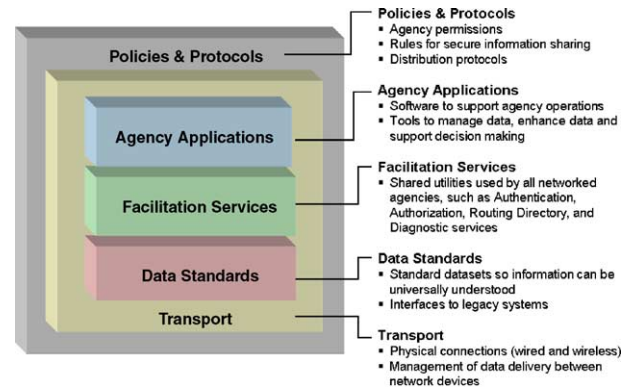 Policies & Protocols
Agency Applications
Facilitation Services
Data Standards
Transport
Policies & Protocols
▪ Agency permissions
▪ Rules for secure information sharing
▪ Distribution protocols
Agency Applications
▪ Software to support agency operations
▪ Tools to manage data, enhance data and
support decision making
Facilitation Services
▪ Shared utilities used by all networked
agencies, such as Authentication,
Authorization, Routing Directory, and
Diagnostic services
Data Standards
▪ Standard datasets so information can be
universally understood
▪ Interfaces to legacy systems
Transport
▪ Physical connections (wired and wireless)
▪ Management of data delivery between
network devices